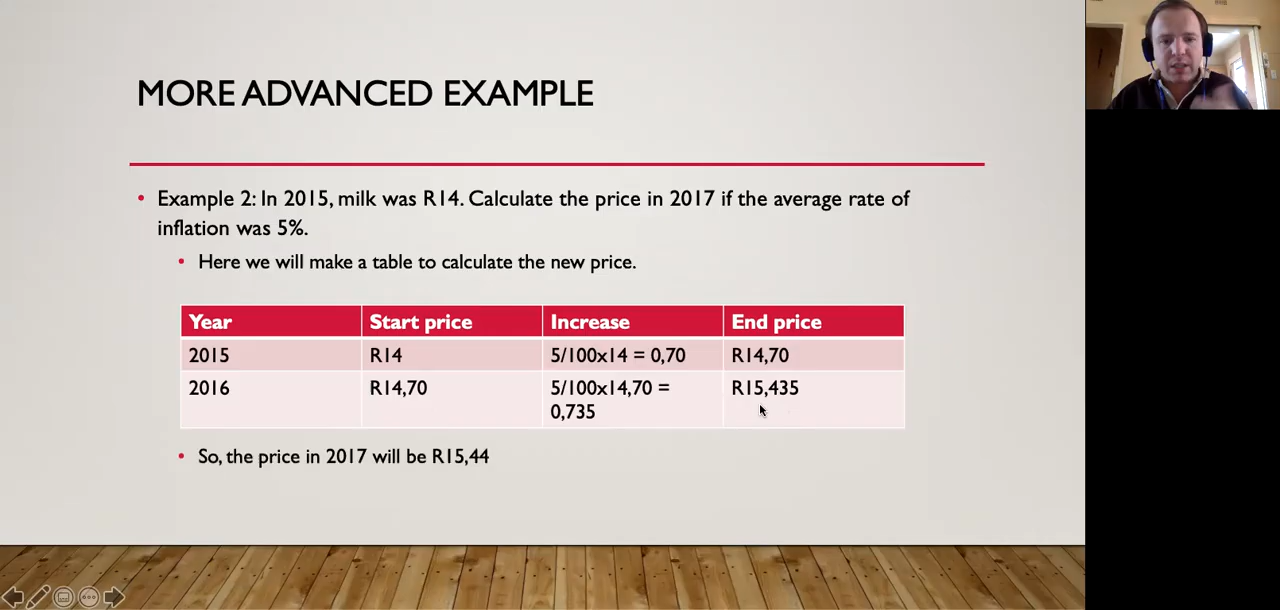 MORE ADVANCED EXAMPLE
• Example 2: In 2015, milk was R14. Calculate the price in 2017 if the average rate of
inflation was 5%.
• Here we will make a table to calculate the new price.
Year Start price Increase End price
2015 R14 5/100x14 = 0,70 R14,70
2016 R14,70 5/100x14,70 = R15,435
0,735
• So, the price in 2017 will be R15,44